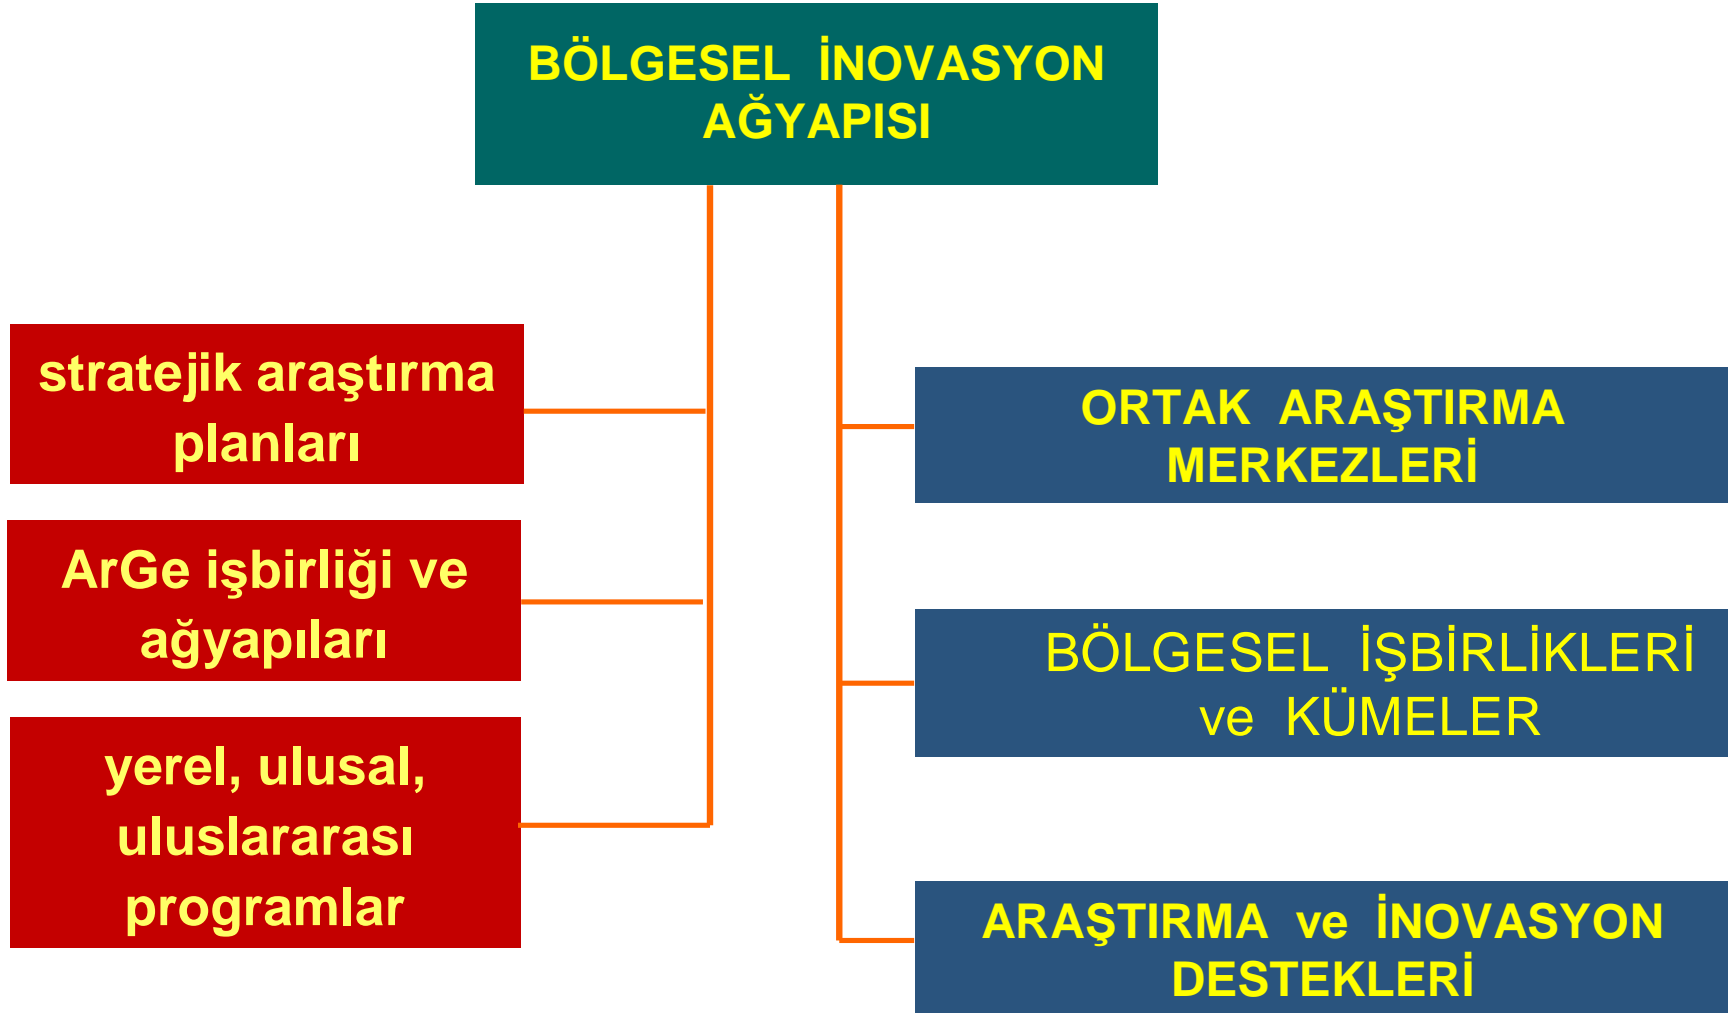 BÖLGESEL İNOVASYON
AĞYAPISI
stratejik araştırma
planları
ArGe işbirliği ve
ağyapıları
yerel, ulusal,
uluslararası
programlar
ORTAK ARAŞTIRMA
MERKEZLERİ
BÖLGESEL İŞBİRLİKLERİ
ve KÜMELER
ARAŞTIRMA ve İNOVASYON
DESTEKLERİ